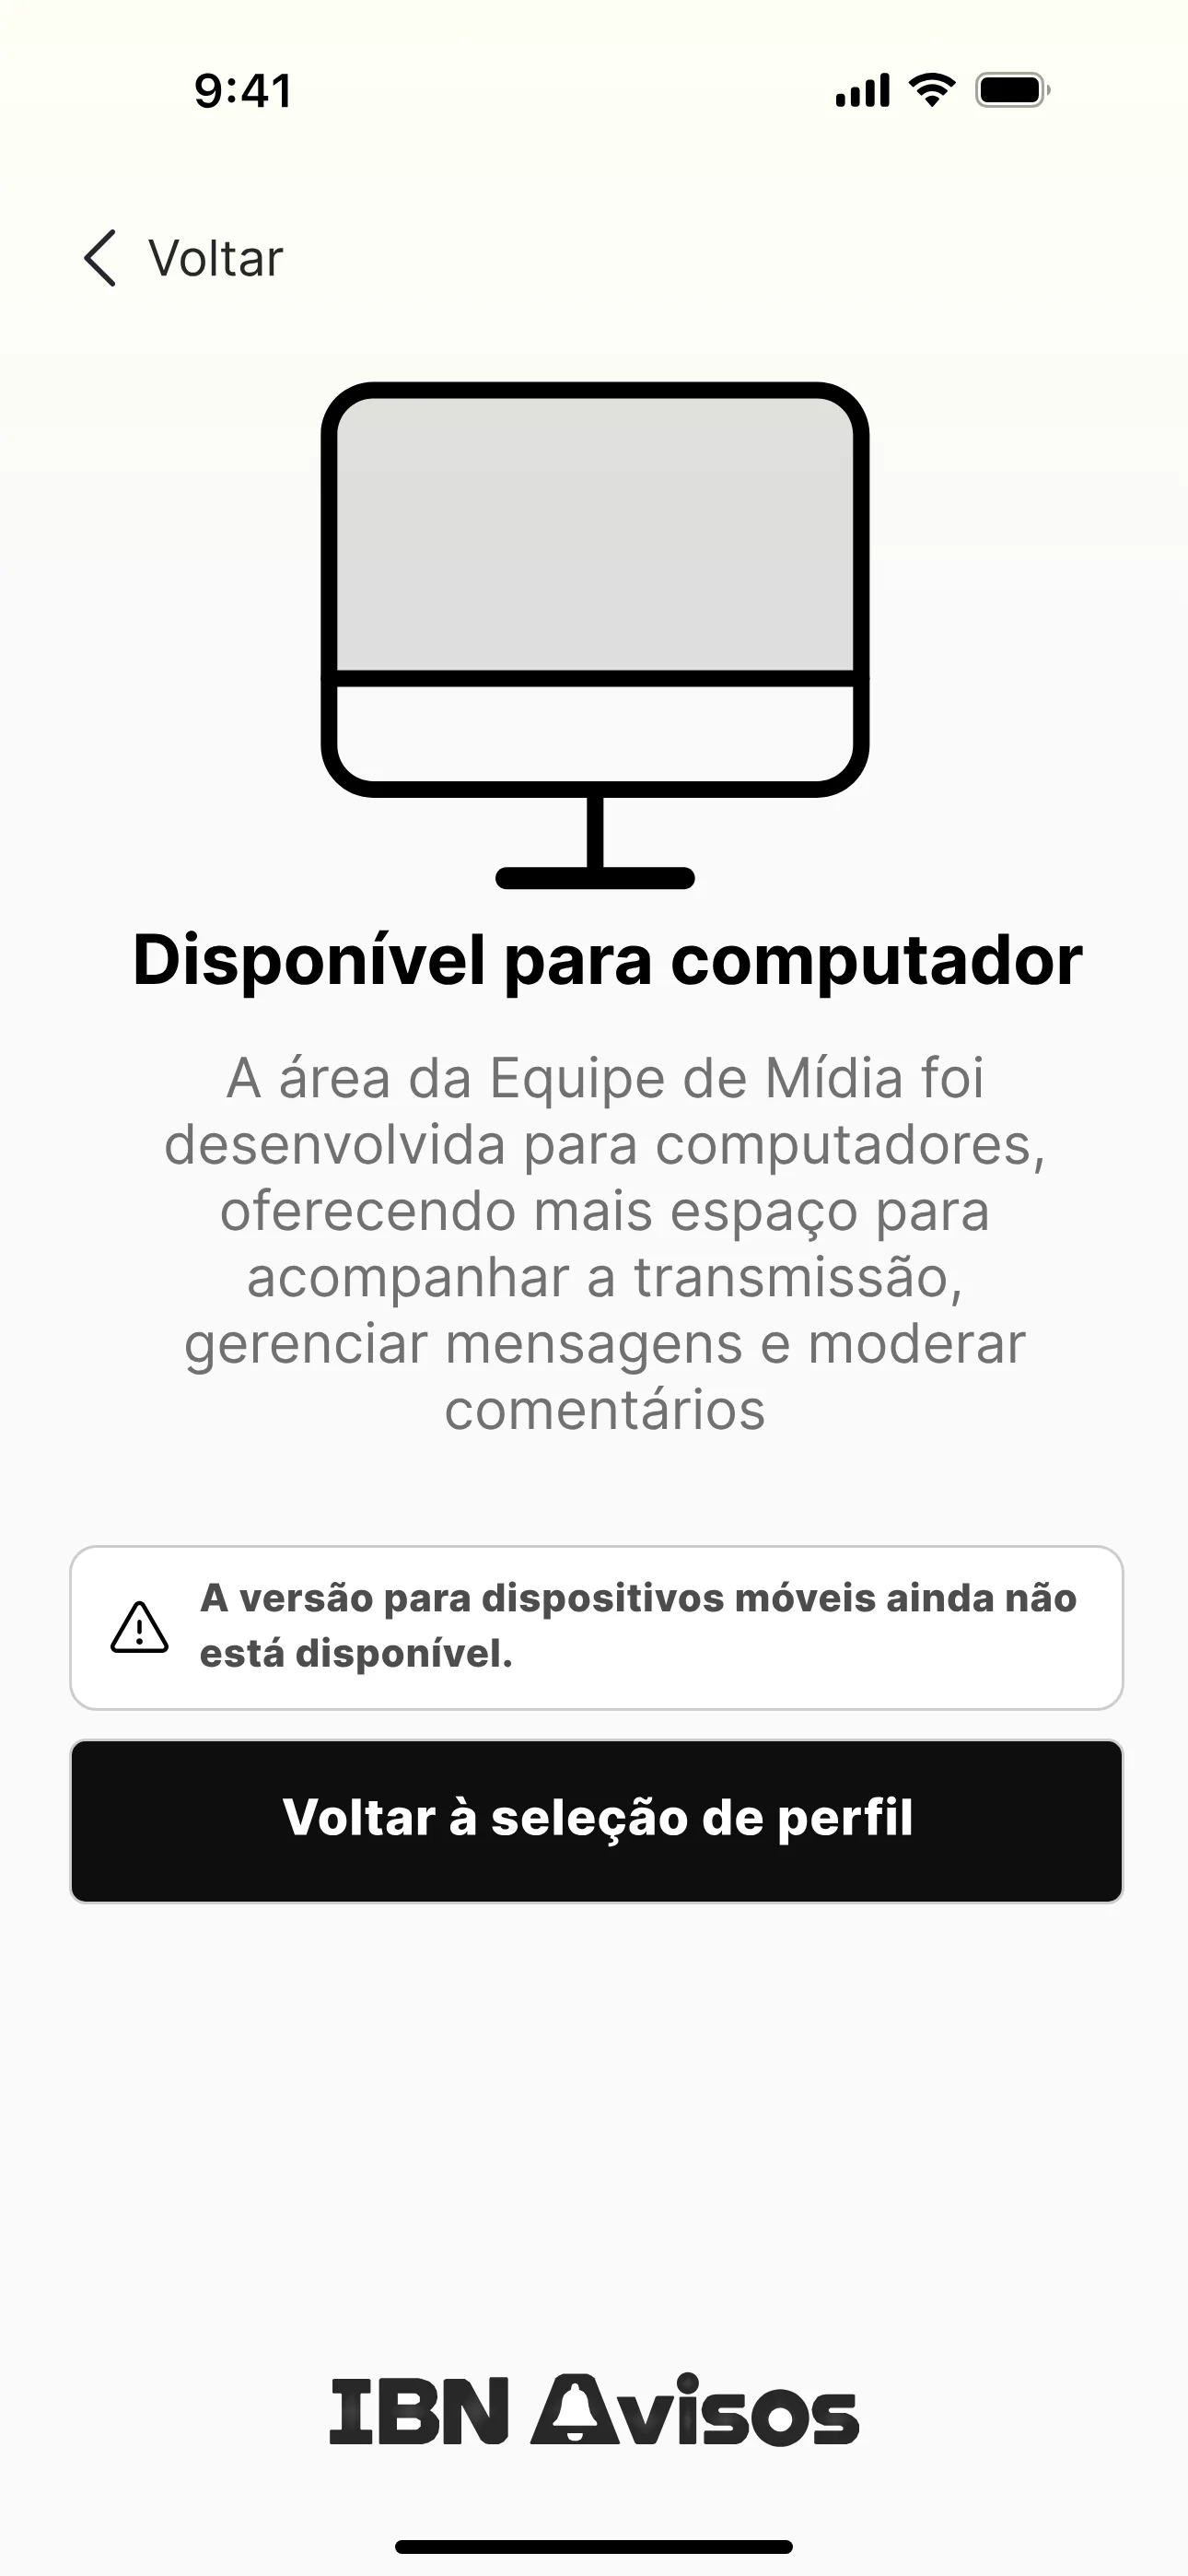 9:41
Voltar
Disponível para computador
A área da Equipe de Mídia foi
desenvolvida para computadores,
oferecendo mais espaço para
acompanhar a transmissão,
gerenciar mensagens e moderar
comentários
A versão para dispositivos móveis ainda não
está disponível.
Voltar à seleção de perfil
IBN Avisos